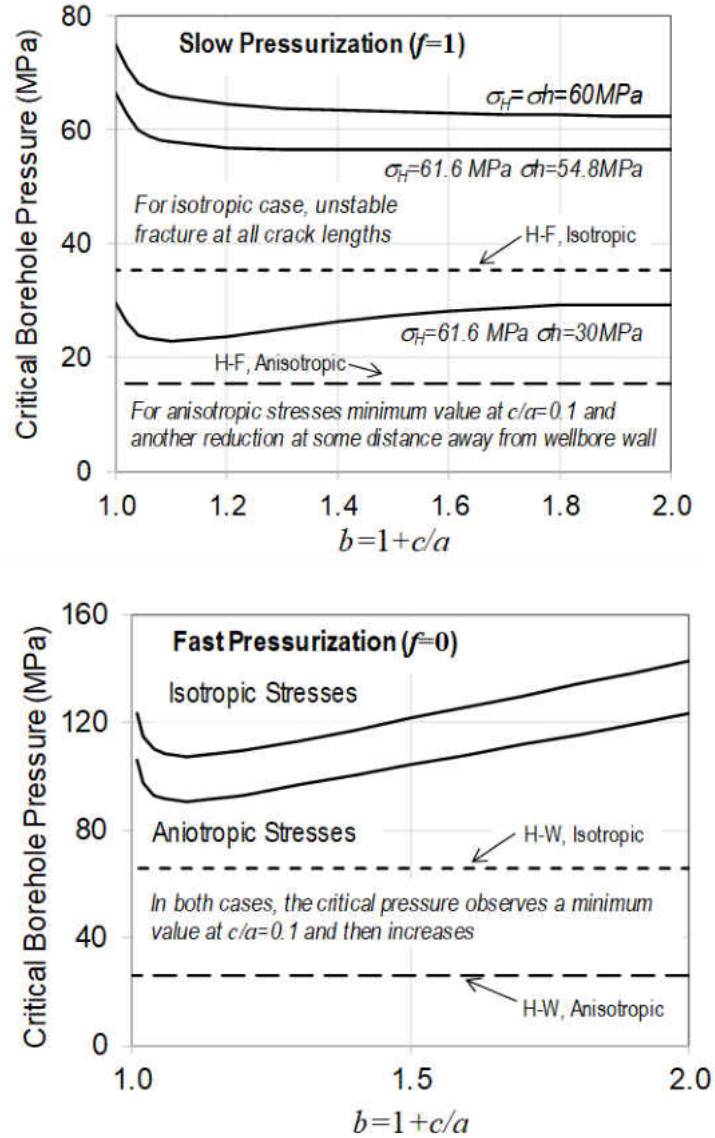 80
Slow Pressurization (f=1)
σH=σh=60MPa
60
σH=61.6 MPa σh=54.8MPa
For isotropic case, unstable
fracture at all crack lengths
H-F, Isotropic
40
σH=61.6 MPa σh=30MPa
20
H-F, Anisotropic
For anisotropic stresses minimum value at c/a=0.1 and
another reduction at some distance away from wellbore wall
0
1.0 1.2 1.4 1.6 1.8 2.0
b=1+c/a
Critical Borehole Pressure (MPa)
160
Fast Pressurization (f=0)
Isotropic Stresses
120
80
Aniotropic Stresses
H-W, Isotropic
In both cases, the critical pressure observes a minimum
value at c/a=0.1 and then increases
40
H-W, Anisotropic
0
1.0 1.5 2.0
b=1+c/a
Critical Borehole Pressure (MPa)